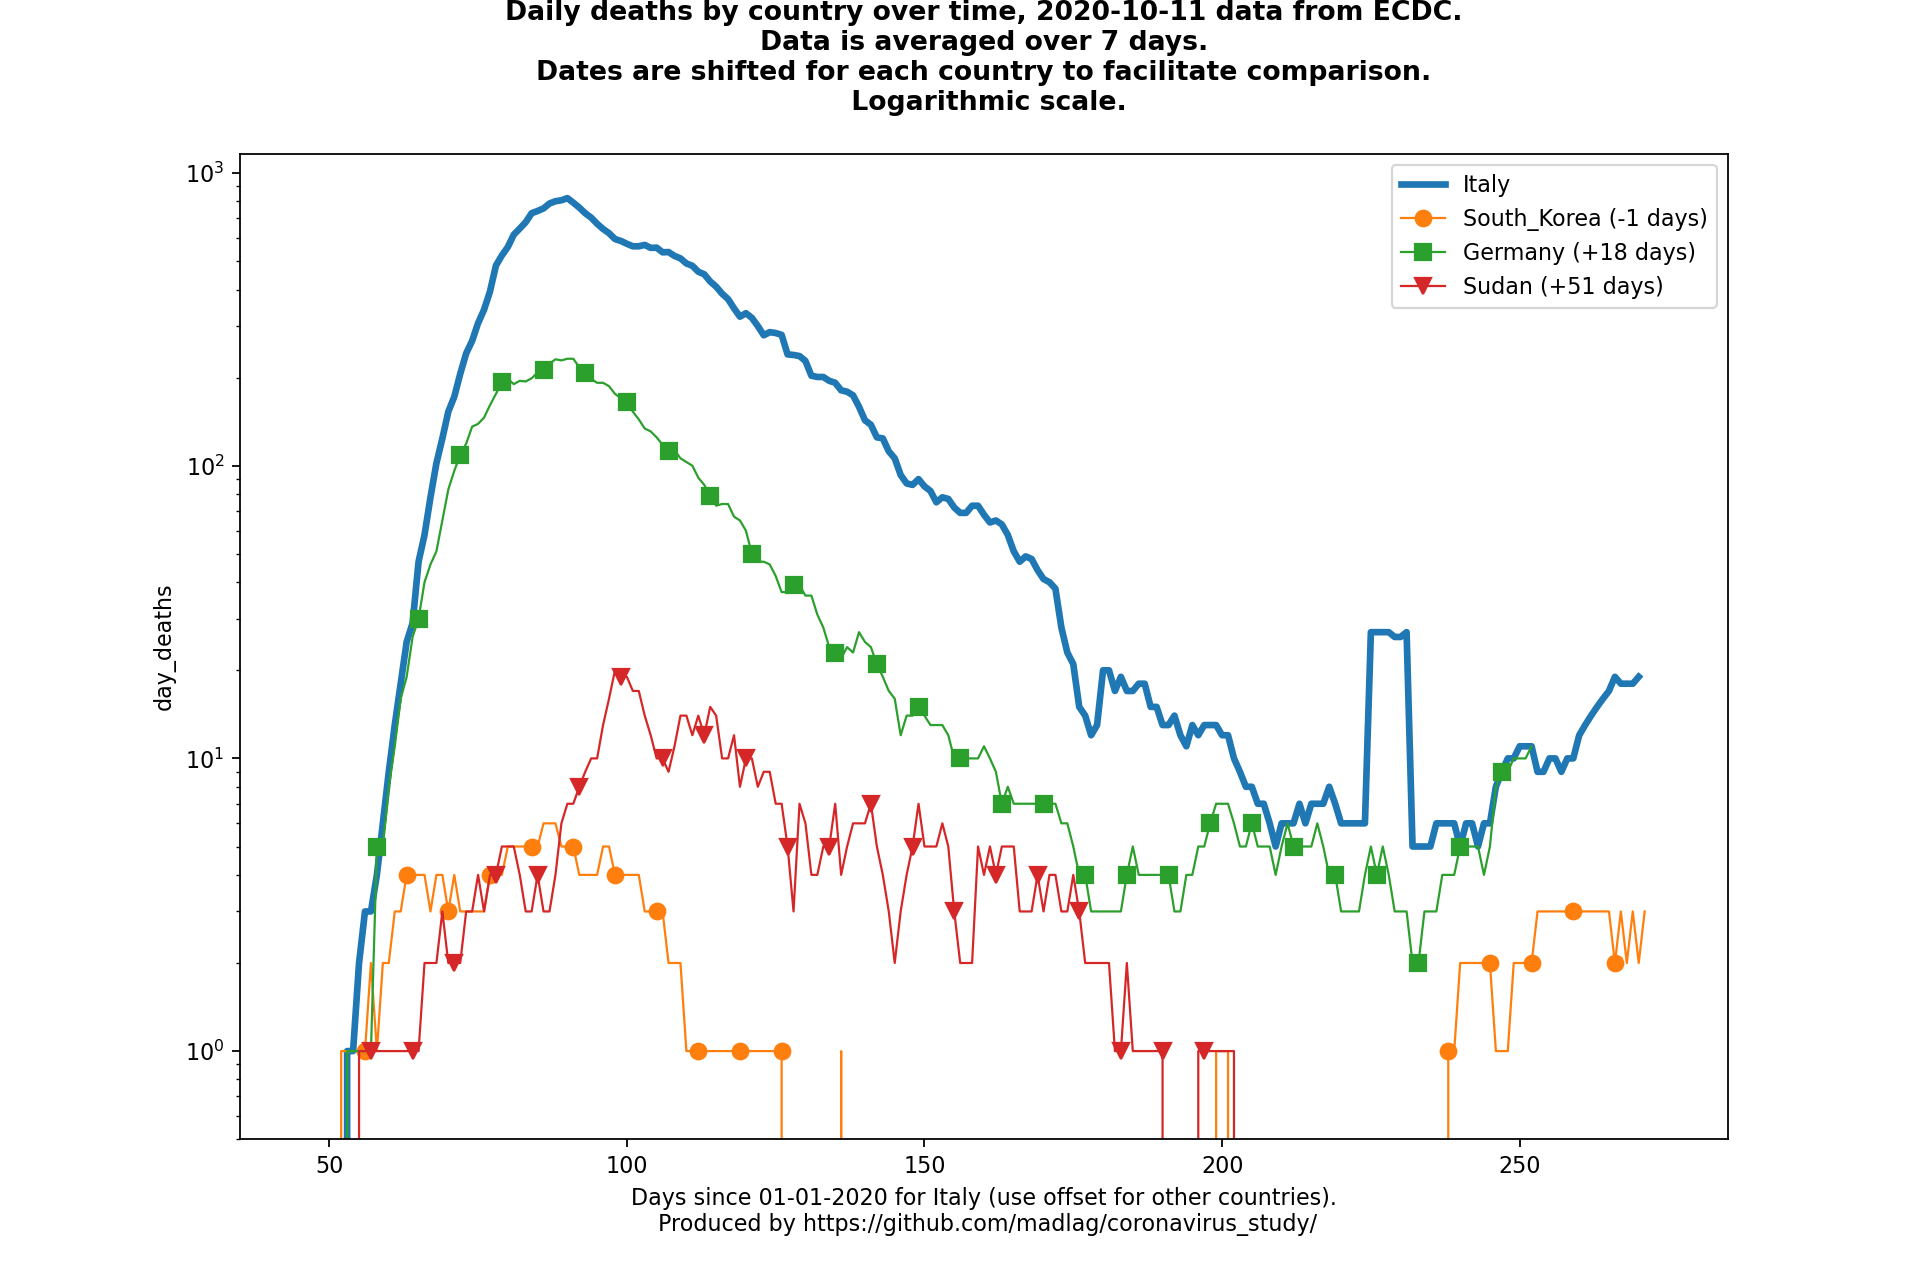 Daily deaths by country over time, 2020-10-11 data from ECDC.
Data is averaged over 7 days.
Dates are shifted for each country to facilitate comparison.
Logarithmic scale.
Italy
South_Korea (-1 days)
Germany (+18 days)
Sudan (+51 days)
day_deaths
10³
10²
10¹
10⁰
50 100 150 200 250
Days since 01-01-2020 for Italy (use offset for other countries).
Produced by https://github.com/madlag/coronavirus_study/